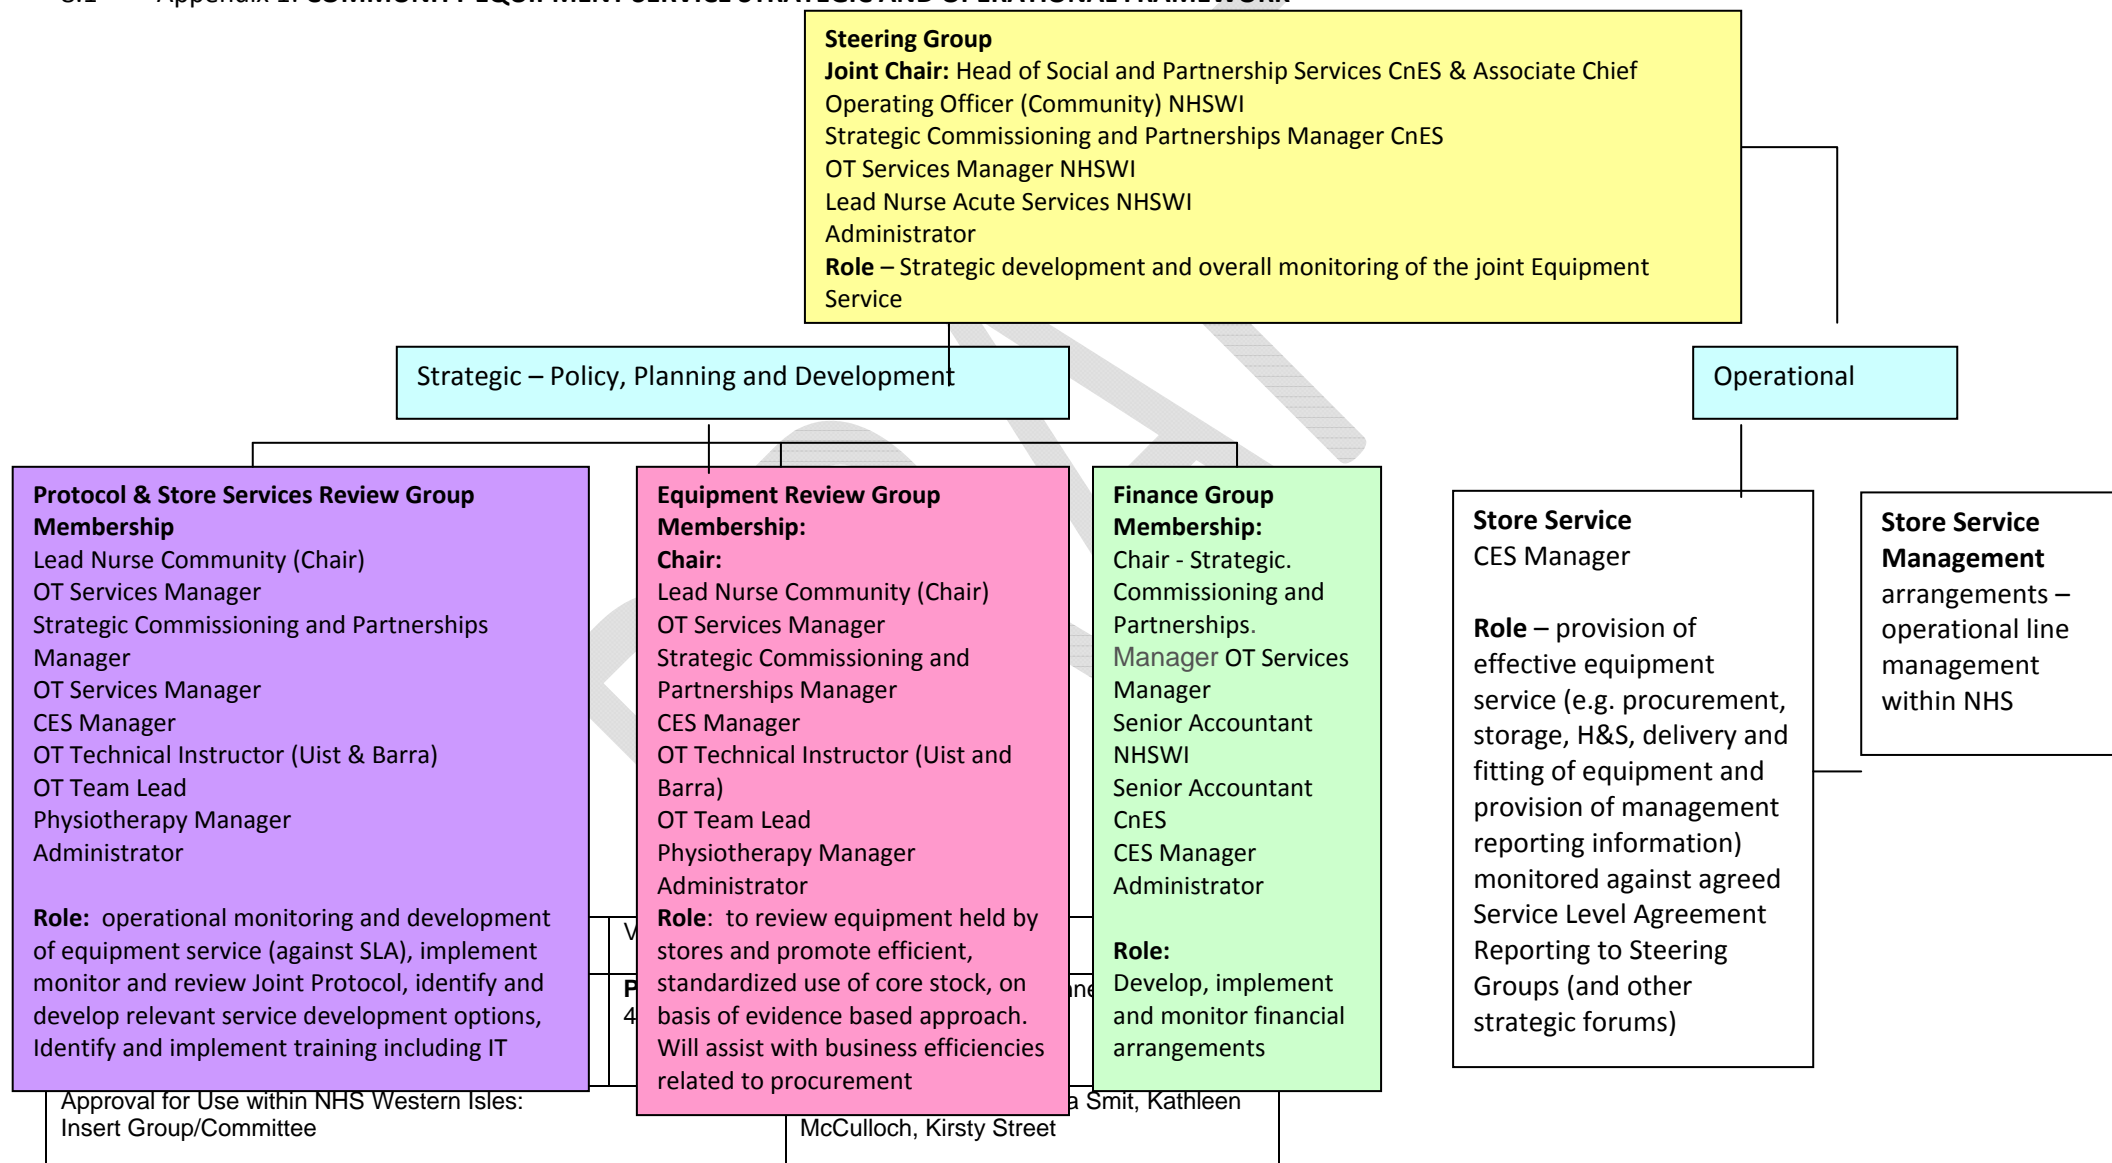 Appendix 1: COMMUNITY EQUIPMENT SERVICE STRATEGIC AND OPERATIONAL FRAMEWORK
Steering Group
Joint Chair: Head of Social and Partnership Services CnES & Associate Chief
Operating Officer (Community) NHSWI
Strategic Commissioning and Partnerships Manager CnES
OT Services Manager NHSWI
Lead Nurse Acute Services NHSWI
Administrator
Role – Strategic development and overall monitoring of the joint Equipment
Service
Strategic – Policy, Planning and Development
Operational
Protocol & Store Services Review Group
Membership
Lead Nurse Community (Chair)
OT Services Manager
Strategic Commissioning and Partnerships
Manager
OT Services Manager
CES Manager
OT Technical Instructor (Uist & Barra)
OT Team Lead
Physiotherapy Manager
Administrator
Role: operational monitoring and development
of equipment service (against SLA), implement
monitor and review Joint Protocol, identify and
develop relevant service development options,
Identify and implement training including IT
Equipment Review Group
Membership:
Chair:
Lead Nurse Community (Chair)
OT Services Manager
Strategic Commissioning and
Partnerships Manager
CES Manager
OT Technical Instructor (Uist and
Barra)
OT Team Lead
Physiotherapy Manager
Administrator
Role: to review equipment held by
stores and promote efficient,
standardized use of core stock, on
basis of evidence based approach.
Will assist with business efficiencies
related to procurement
Finance Group
Membership:
Chair - Strategic.
Commissioning and
Partnerships.
Manager OT Services
Manager
Senior Accountant
NHSWI
Senior Accountant
CnES
CES Manager
Administrator
Role:
Develop, implement
and monitor financial
arrangements
Store Service
CES Manager
Role – provision of
effective equipment
service (e.g. procurement,
storage, H&S, delivery and
fitting of equipment and
provision of management
reporting information)
monitored against agreed
Service Level Agreement
Reporting to Steering
Groups (and other
strategic forums)
Store Service
Management
arrangements –
operational line
management
within NHS
Approval for Use within NHS Western Isles:
Insert Group/Committee
Smit, Kathleen
McCulloch, Kirsty Street